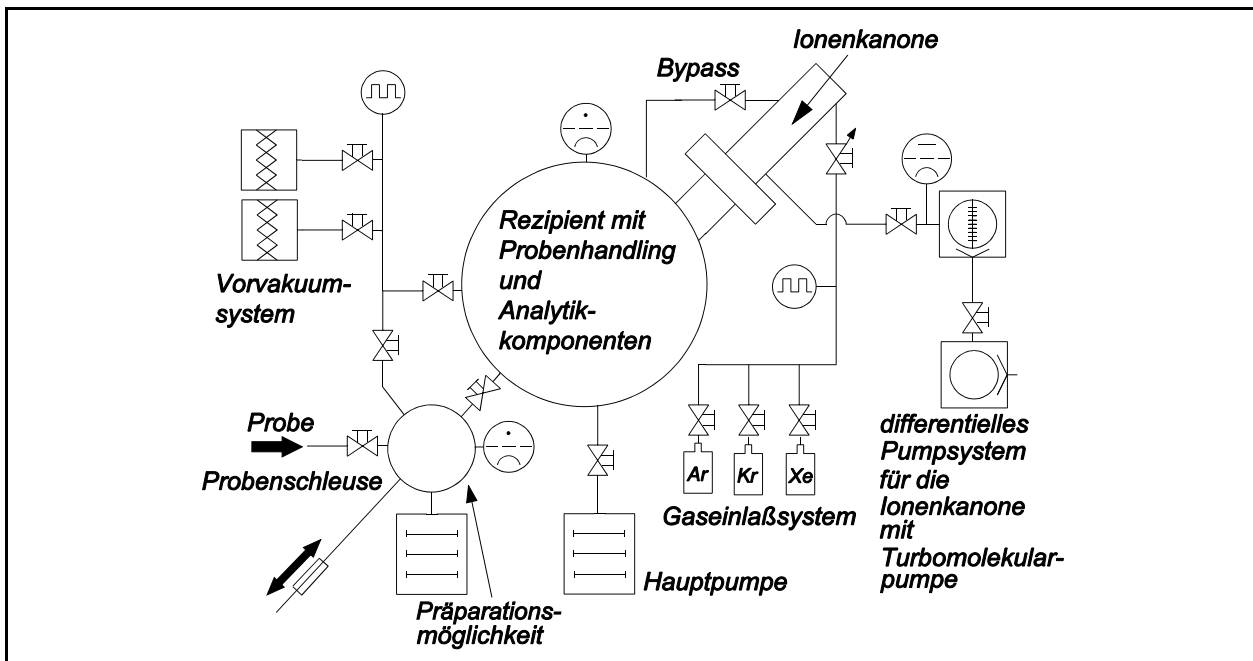 Ionenkanone
Bypass
Rezipient mit
Probenhandling
und
Analytik-
komponenten
Vorvakuum-
system
Probe
Probenschleuse
Ar
Kr
Xe
Gaseinlaßsystem
Hauptpumpe
Präparations-
möglichkeit
differentielles
Pumpsystem
für die
Ionenkanone
mit
Turbomolekular-
pumpe